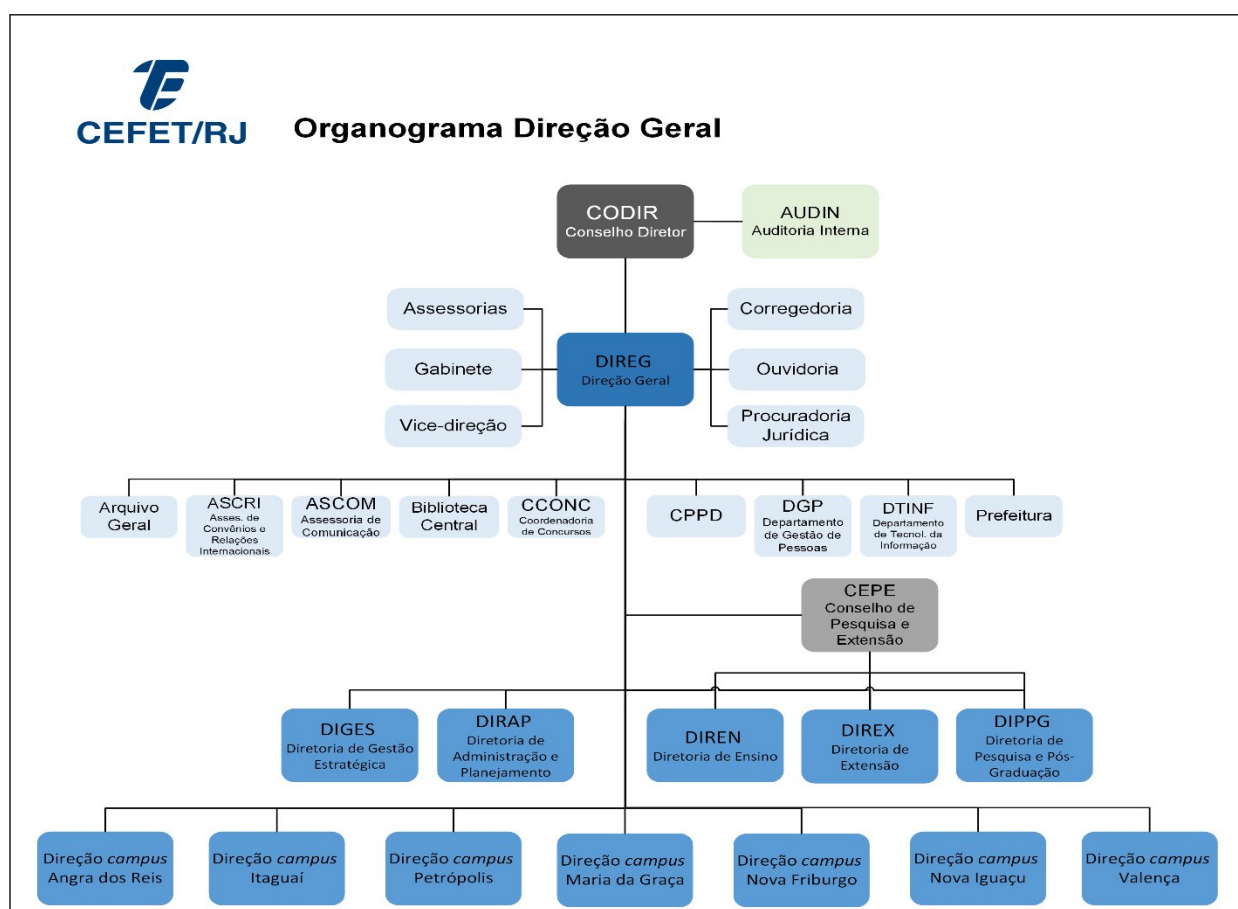 CEFET/RJ
Organograma Direção Geral
CODIR
Conselho Diretor
AUDIN
Auditoria Interna
Assessorias
Gabinete
Vice-direção
DIREG
Direção Geral
Corregedoria
Ouvidoria
Procuradoria
Jurídica
Arquivo
Geral
ASCRI
Asses. de
Convênios e
Relações
Internacionais
ASCOM
Assessoria de
Comunicação
Biblioteca
Central
CCONC
Coordenadoria
de Concursos
CPPD
DGP
Departamento
de Gestão de
Pessoas
DTINF
Departamento
de Tecnol. da
Informação
Prefeitura
CEPE
Conselho de
Pesquisa e
Extensão
DIGES
Diretoria de Gestão
Estratégica
DIRAP
Diretoria de
Administração e
Planejamento
DIREN
Diretoria de Ensino
DIREX
Diretoria de
Extensão
DIPPG
Diretoria de
Pesquisa e Pós-
Graduação
Direção campus
Angra dos Reis
Direção campus
Itaguaí
Direção campus
Petrópolis
Direção campus
Maria da Graça
Direção campus
Nova Friburgo
Direção campus
Nova Iguaçu
Direção campus
Valença